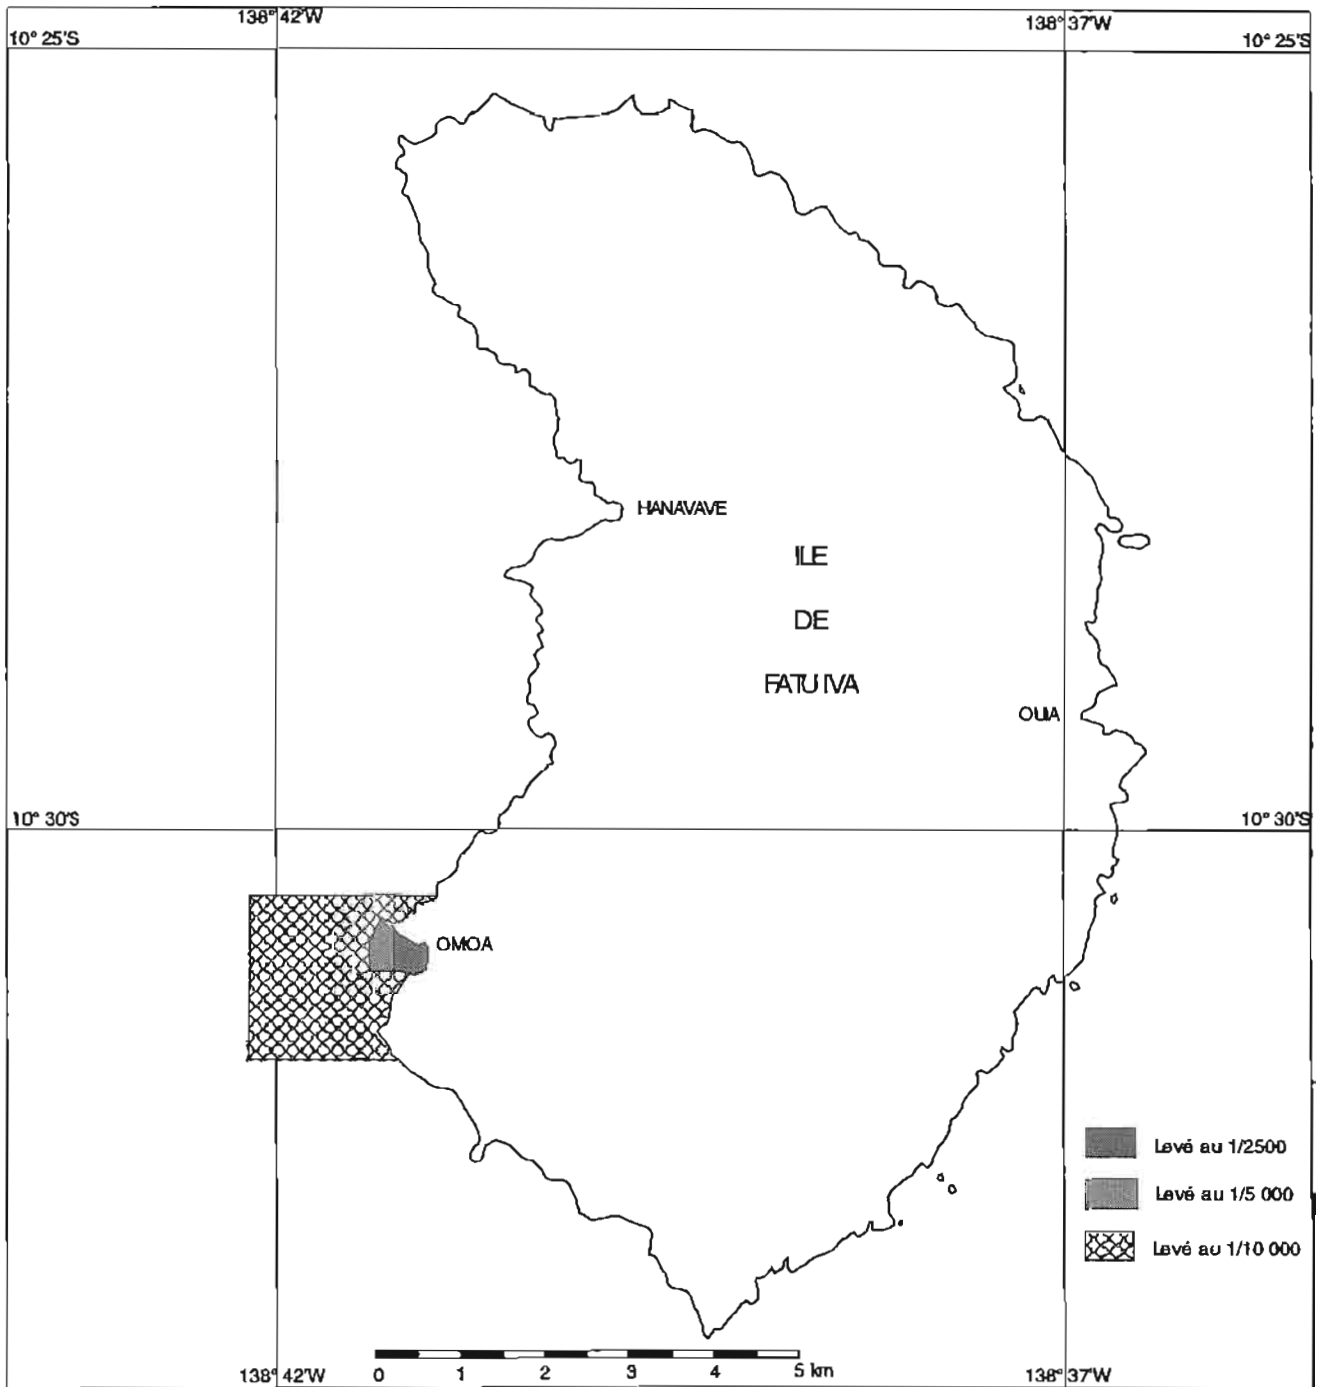 138° 42'W 138° 37'W
10° 25'S 10° 25'S
HANAVAVE
ILE
DE
FATU IVA
OUIA
10° 30'S 10° 30'S
OMOA
Levé au 1/2500
Levé au 1/5 000
Levé au 1/10 000
0 1 2 3 4 5 km
138° 42'W 138° 37'W